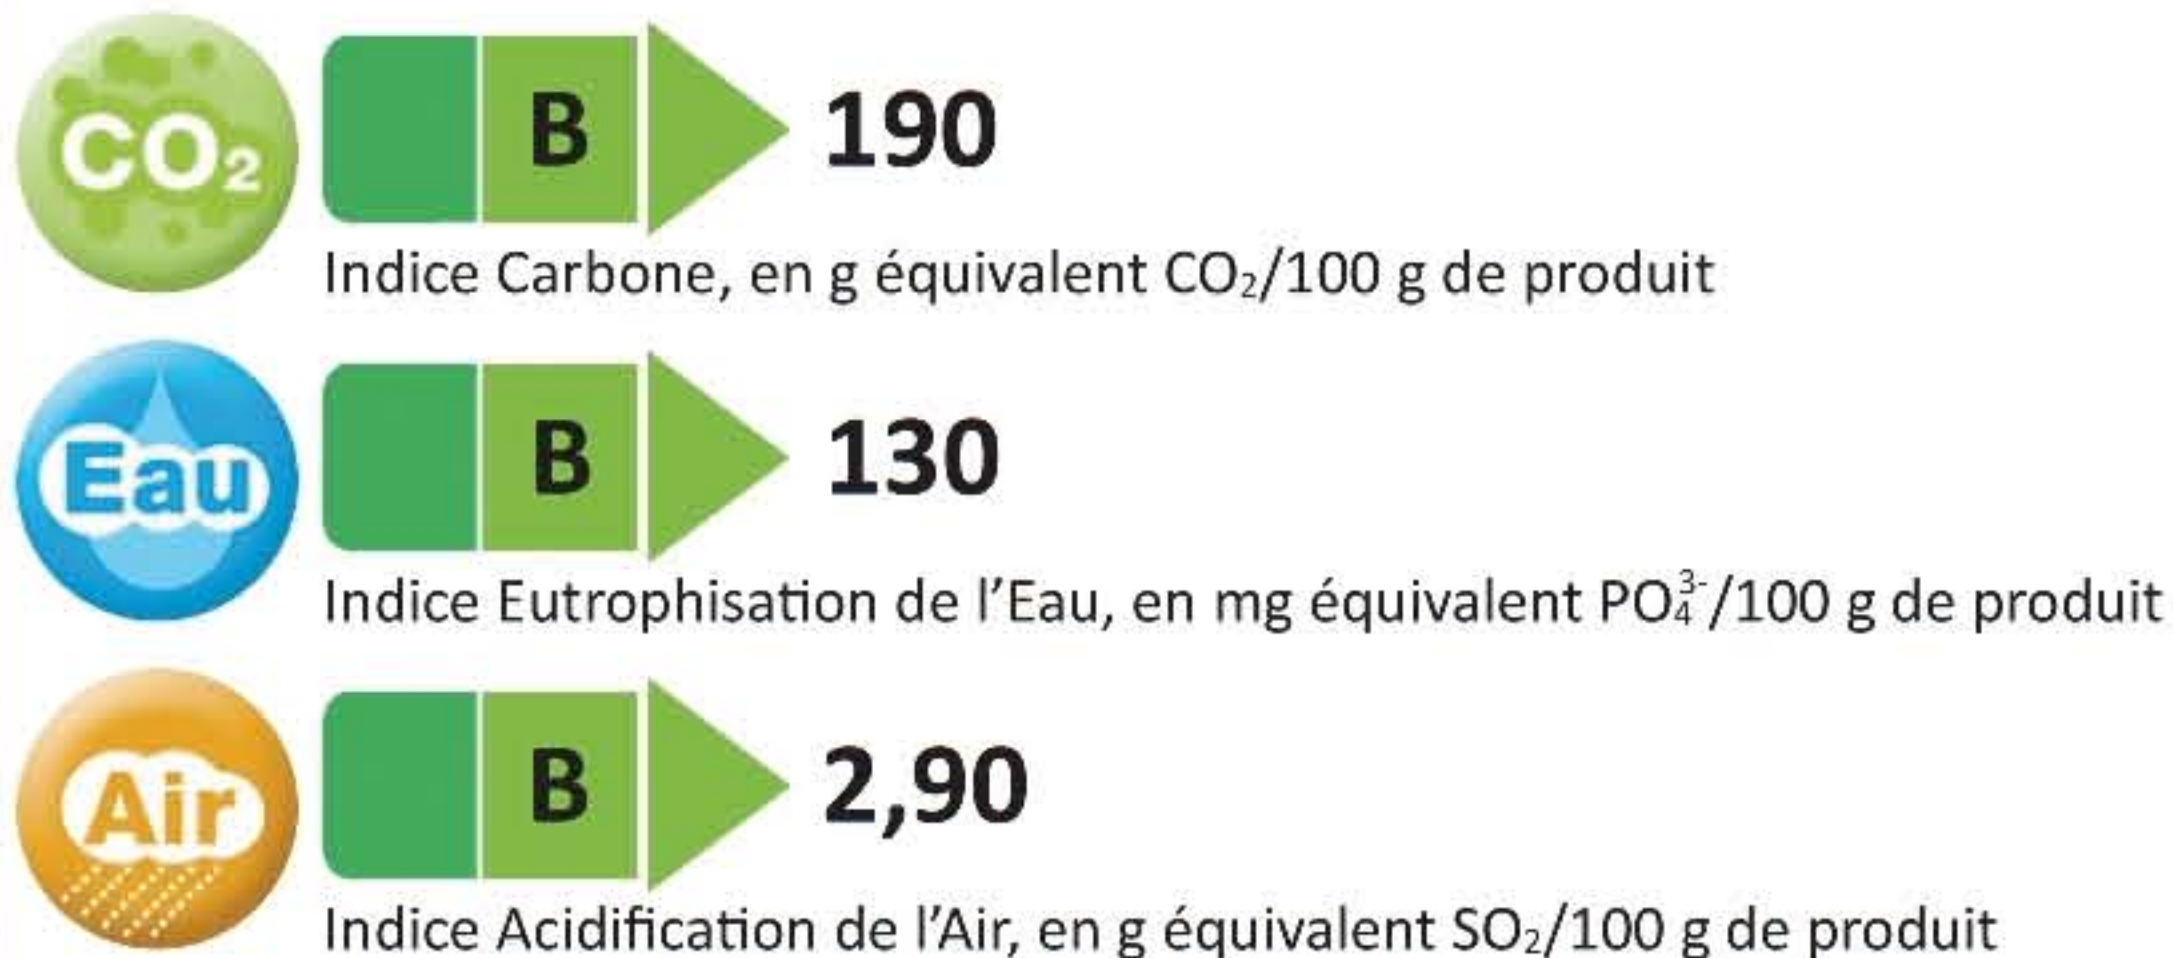 CO₂
B 190
Indice Carbone, en g équivalent CO₂/100 g de produit
Eau
B 130
Indice Eutrophisation de l’Eau, en mg équivalent PO₄³⁻/100 g de produit
Air
B 2,90
Indice Acidification de l’Air, en g équivalent SO₂/100 g de produit